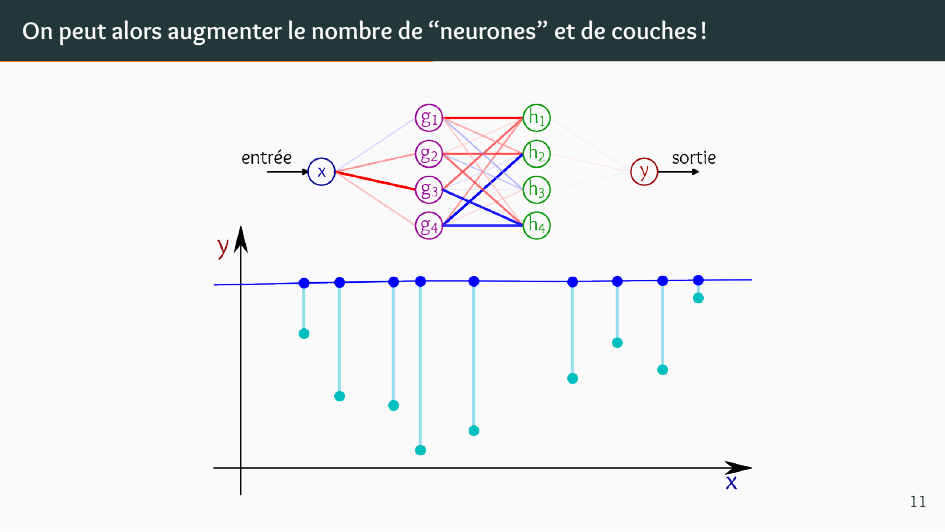 On peut alors augmenter le nombre de “neurones” et de couches !
g1 h1
entrée g2 h2 sortie
x y
g3 h3
g4 h4
y
x
11